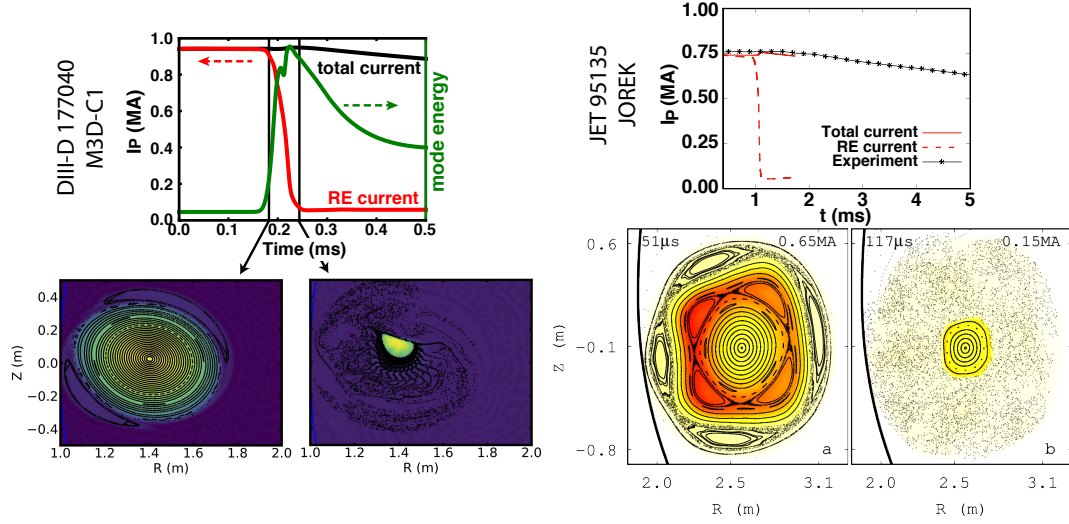 DIII-D 177040
M3D-C1
1.0
0.8
0.6
0.4
0.2
0.0
Ip (MA)
total current
RE current
mode energy
0.0 0.1 0.2 0.3 0.4 0.5
Time (ms)
0.4
0.2
0.0
−0.2
−0.4
Z (m)
1.0 1.2 1.4 1.6 1.8 2.0
R (m)
1.0 1.2 1.4 1.6 1.8 2.0
R (m)
JET 95135
JOREK
1.00
0.75
0.50
0.25
0.00
Ip (MA)
Total current
RE current
Experiment
0 1 2 3 4 5
t (ms)
51μs 0.65MA
117μs 0.15MA
0.6
-0.1
-0.8
Z (m)
a
b
2.0 2.5 3.1
R (m)
2.0 2.5 3.1
R (m)